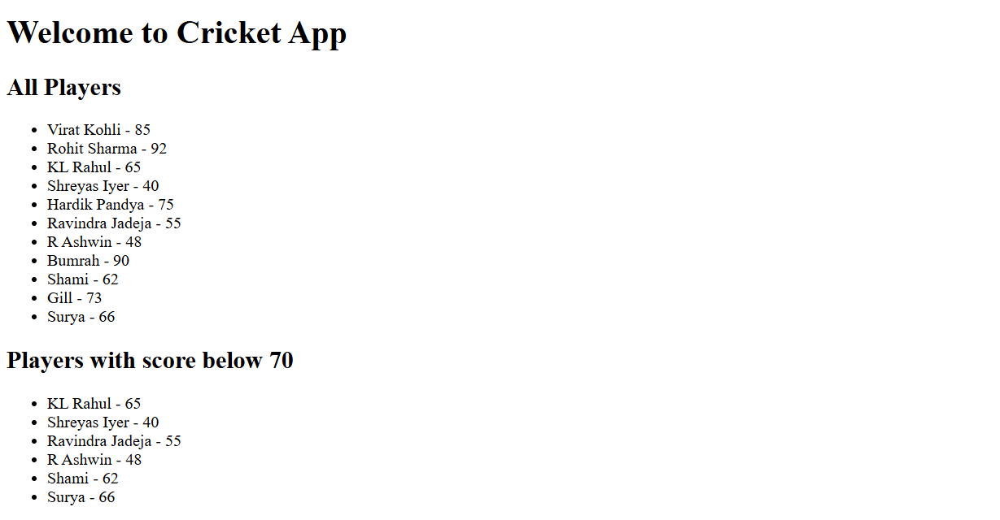 Welcome to Cricket App
All Players
• Virat Kohli - 85
• Rohit Sharma - 92
• KL Rahul - 65
• Shreyas Iyer - 40
• Hardik Pandya - 75
• Ravindra Jadeja - 55
• R Ashwin - 48
• Bumrah - 90
• Shami - 62
• Gill - 73
• Surya - 66
Players with score below 70
• KL Rahul - 65
• Shreyas Iyer - 40
• Ravindra Jadeja - 55
• R Ashwin - 48
• Shami - 62
• Surya - 66